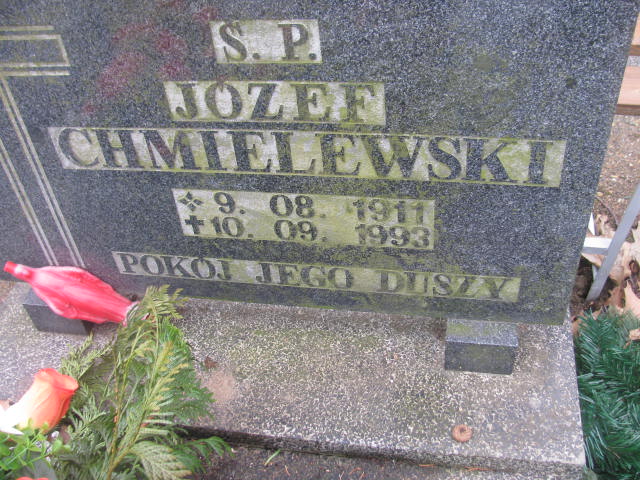 Ś. P.
JÓZEF
CHMIELEWSKI
9. 08. 1911
✝10. 09. 1993
POKÓJ JEGO DUSZY